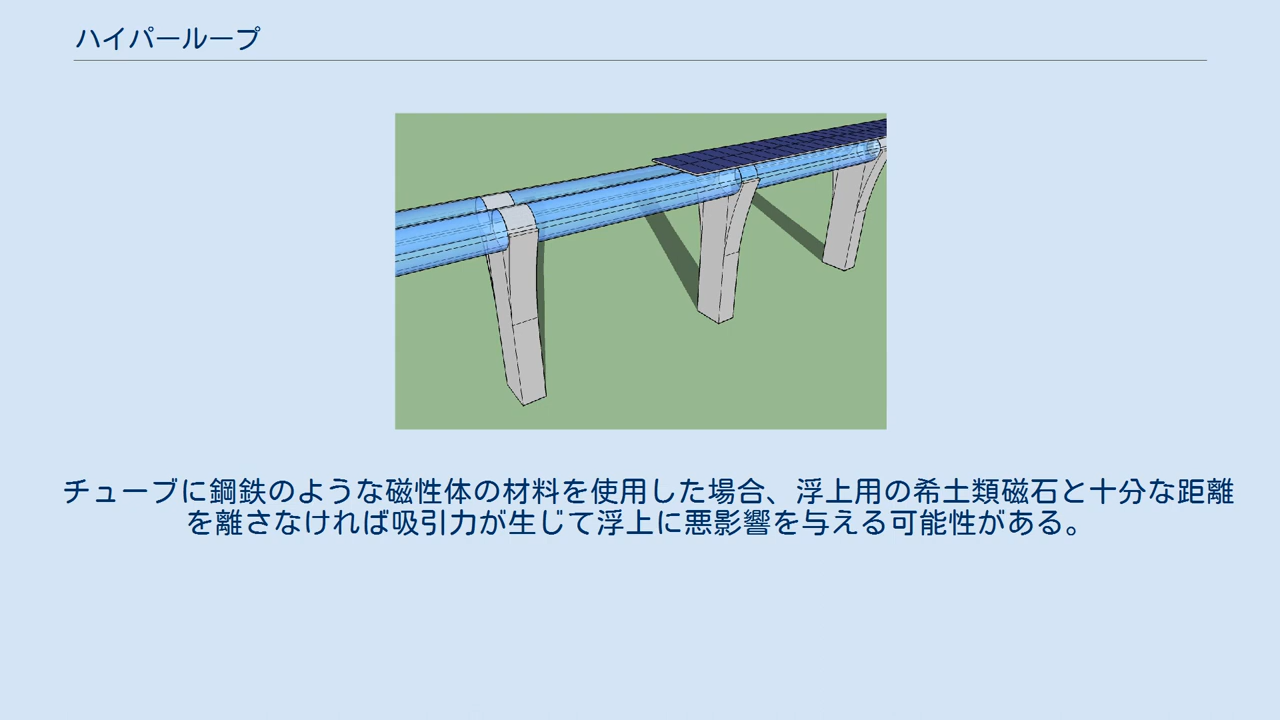 ハイパーループ
チューブに鋼鉄のような磁性体の材料を使用した場合、浮上用の希土類磁石と十分な距離
を離さなければ吸引力が生じて浮上に悪影響を与える可能性がある。